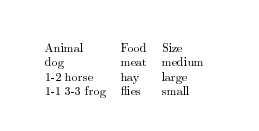 Animal Food Size
dog meat medium
1-2 horse hay large
1-1 3-3 frog flies small